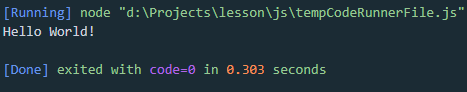 [Running] node "d:\Projects\lesson\js\tempCodeRunnerFile.js"
Hello World!
[Done] exited with code=0 in 0.303 seconds